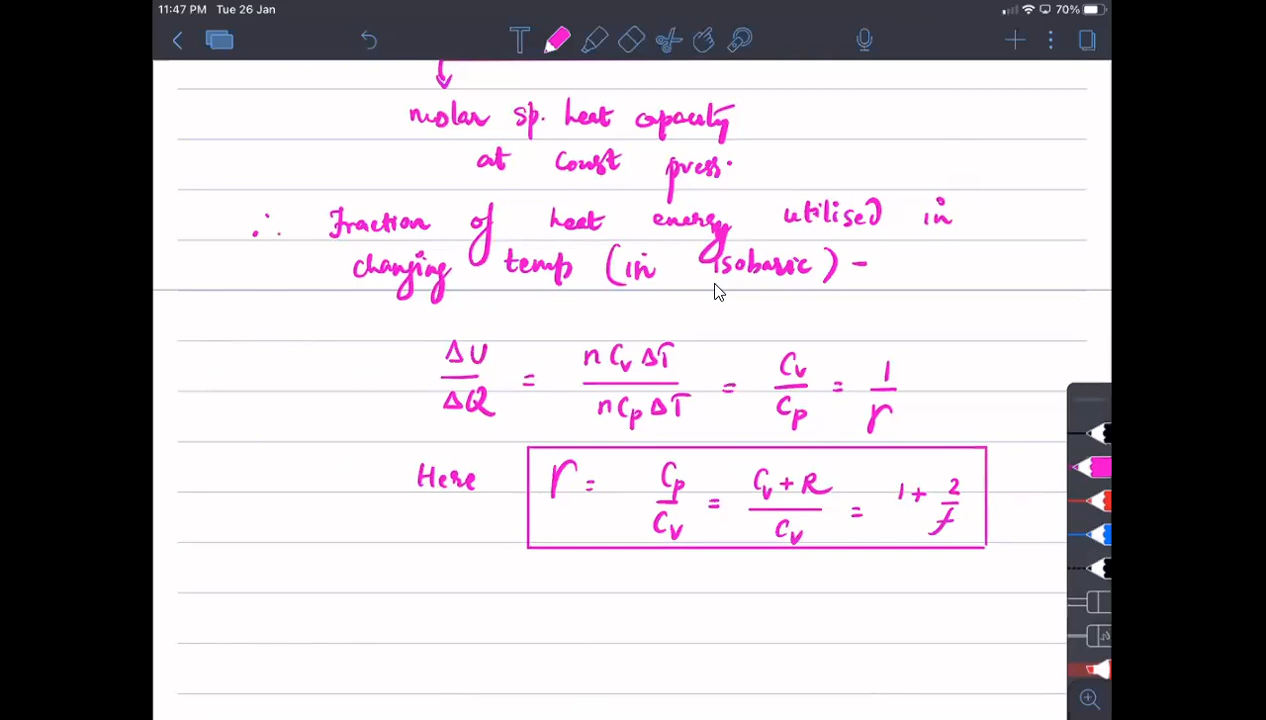 11:47 PM Tue 26 Jan 70%
T
molar sp. heat capacity
at const press.
∴ Fraction of heat energy utilised in
changing temp (in isobaric) -
ΔU/ΔQ = nCvΔT/nCpΔT = Cv/Cp = 1/γ
Here γ = Cp/Cv = Cv+R/Cv = 1+2/f